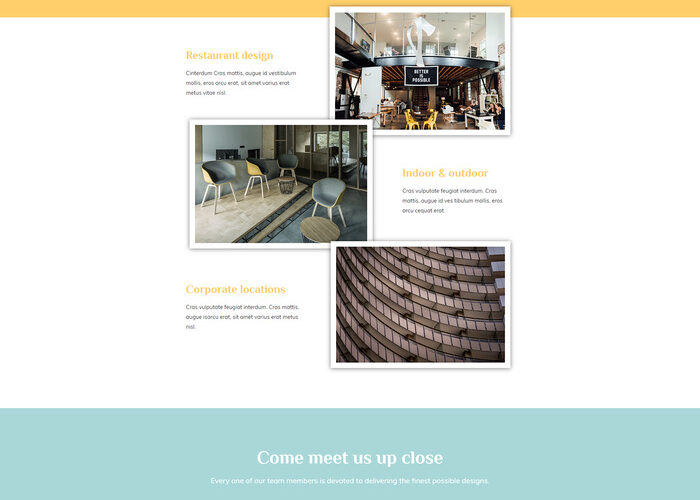 Restaurant design
Cinterdum Cras mattis, augue id vestibulum
mollis, eros arcu erat, sit amet varius erat
metus vitae nisl.
BETTER
IS
POSSIBLE
Indoor & outdoor
Cras vulputate feugiat interdum. Cras
mattis, augue id ves tibulum mollis, eros
arcu cequat erat.
Corporate locations
Cras vulputate feugiat interdum. Cras mattis,
augue isarcu erat, sit amet varius erat metus
nisl.
Come meet us up close
Every one of our team members is devoted to delivering the finest possible designs.